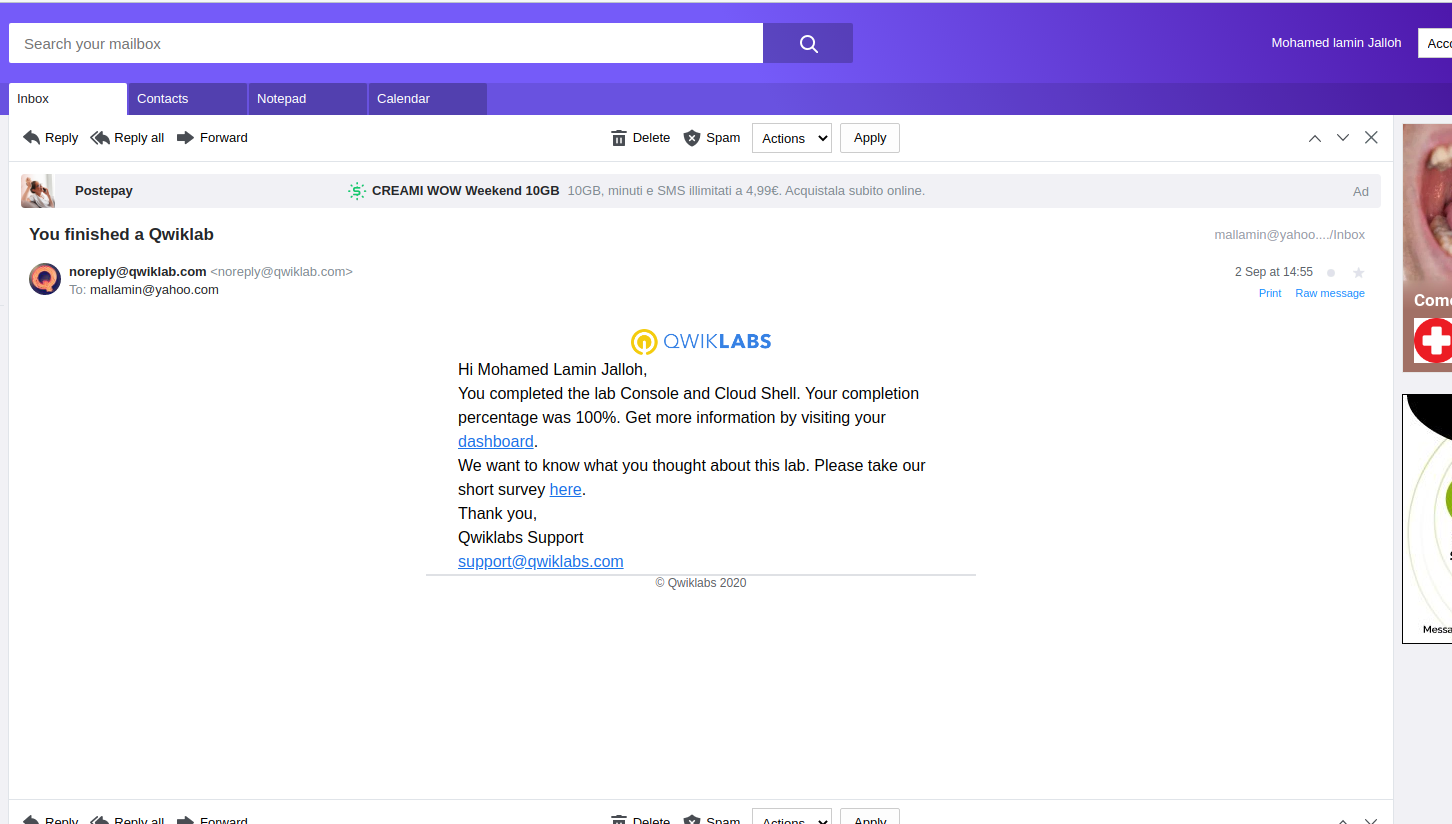 Search your mailbox
Mohamed lamin Jalloh
Inbox Contacts Notepad Calendar
Reply Reply all Forward Delete Spam Actions Apply
Postepay CREAMI WOW Weekend 10GB 10GB, minuti e SMS illimitati a 4,99€. Acquistala subito online. Ad
You finished a Qwiklab mallamin@yahoo..../Inbox
noreply@qwiklab.com <noreply@qwiklab.com> 2 Sep at 14:55
To: mallamin@yahoo.com
Print Raw message
QWIKLABS
Hi Mohamed Lamin Jalloh,
You completed the lab Console and Cloud Shell. Your completion
percentage was 100%. Get more information by visiting your
dashboard.
We want to know what you thought about this lab. Please take our
short survey here.
Thank you,
Qwiklabs Support
support@qwiklabs.com
© Qwiklabs 2020
Reply Reply all Forward Delete Spam Actions Apply